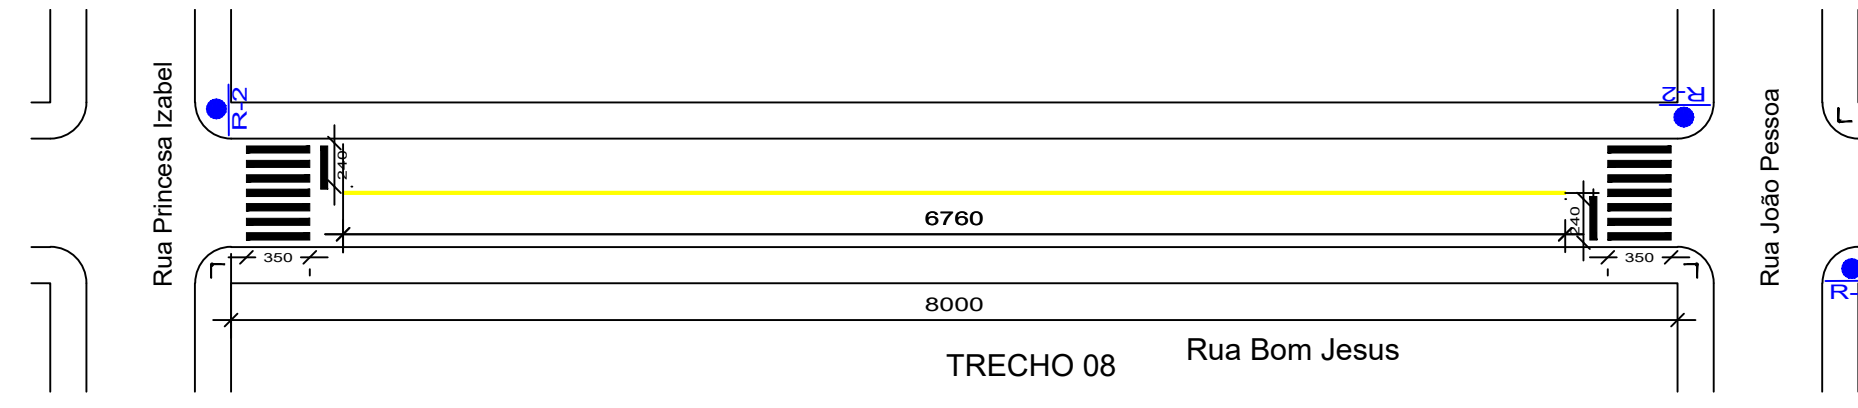 Rua Princesa Izabel
R-2
240
6760
350
8000
TRECHO 08
Rua Bom Jesus
R-2
240
350
Rua João Pessoa
R-